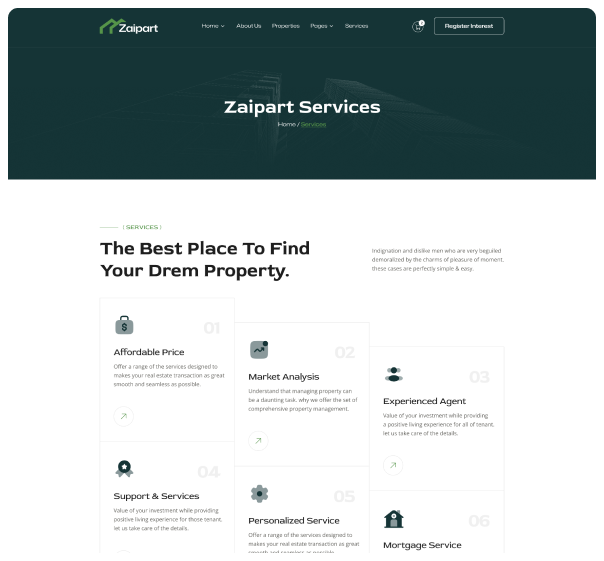 Zaipart
Home
About Us
Properties
Pages
Services
0
Register Interest
Zaipart Services
Home / Services
| SERVICES |
The Best Place To Find
Your Drem Property.
Indignation and dislike men who are very beguiled
demoralized by the charms of pleasure of moment,
these cases are perfectly simple & easy.
$
01
Affordable Price
Offer a range of the services designed to
makes your real estate transaction as great
smooth and seamless as possible.
02
Market Analysis
Understand that managing property can
be a daunting task. why we offer the set of
comprehensive property management.
03
Experienced Agent
Value of your investment while providing
a positive living experience for all of tenant.
let us take care of the details.
04
Support & Services
Value of your investment while providing
positive living experience for those tenant.
let us take care of the details.
05
Personalized Service
Offer a range of the services designed to
makes your real estate transaction as great
smooth and seamless as possible.
06
Mortgage Service